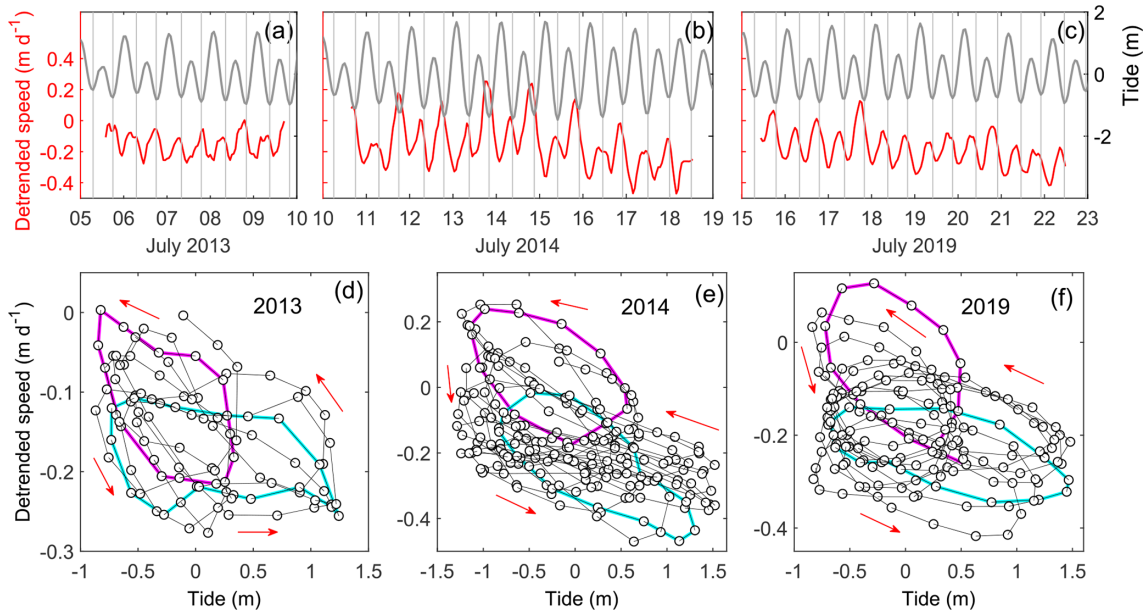 (a)
(b)
(c)
Detrended speed (m d⁻¹)
0.4
0.2
0
-0.2
-0.4
2
0
-2
Tide (m)
05 06 07 08 09 10
10 11 12 13 14 15 16 17 18 19
15 16 17 18 19 20 21 22 23
July 2013
July 2014
July 2019
2013 (d)
2014 (e)
2019 (f)
Detrended speed (m d⁻¹)
0
-0.1
-0.2
-0.3
0.2
0
-0.2
-0.4
0
-0.2
-0.4
-1 -0.5 0 0.5 1 1.5
-1.5 -1 -0.5 0 0.5 1 1.5
-1 -0.5 0 0.5 1 1.5
Tide (m)
Tide (m)
Tide (m)